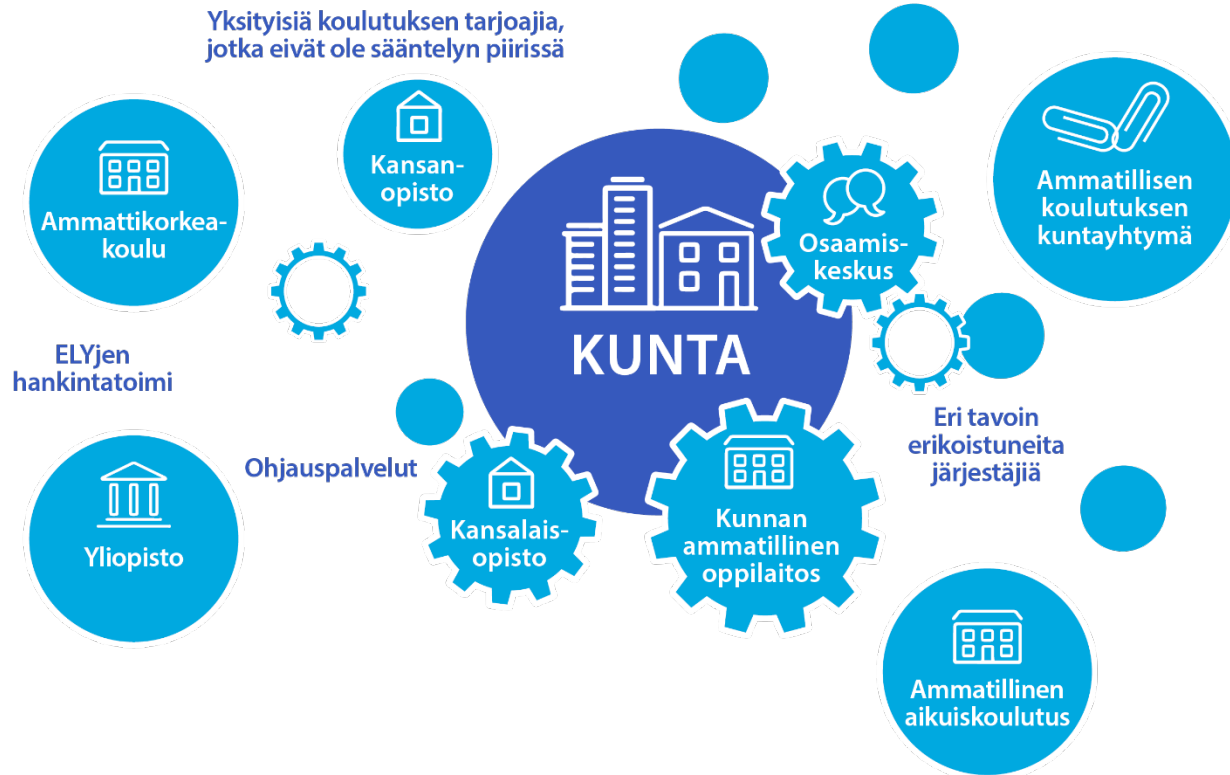 Yksityisiä koulutuksen tarjoajia,
jotka eivät ole sääntelyn piirissä
Ammattikorkea-
koulu
Kansan-
opisto
KUNTA
Osaamis-
keskus
Ammatillisen
koulutuksen
kuntayhtymä
ELYjen
hankintatoimi
Eri tavoin
erikoistuneita
järjestäjiä
Ohjauspalvelut
Yliopisto
Kansalais-
opisto
Kunnan
ammatillinen
oppilaitos
Ammatillinen
aikuiskoulutus